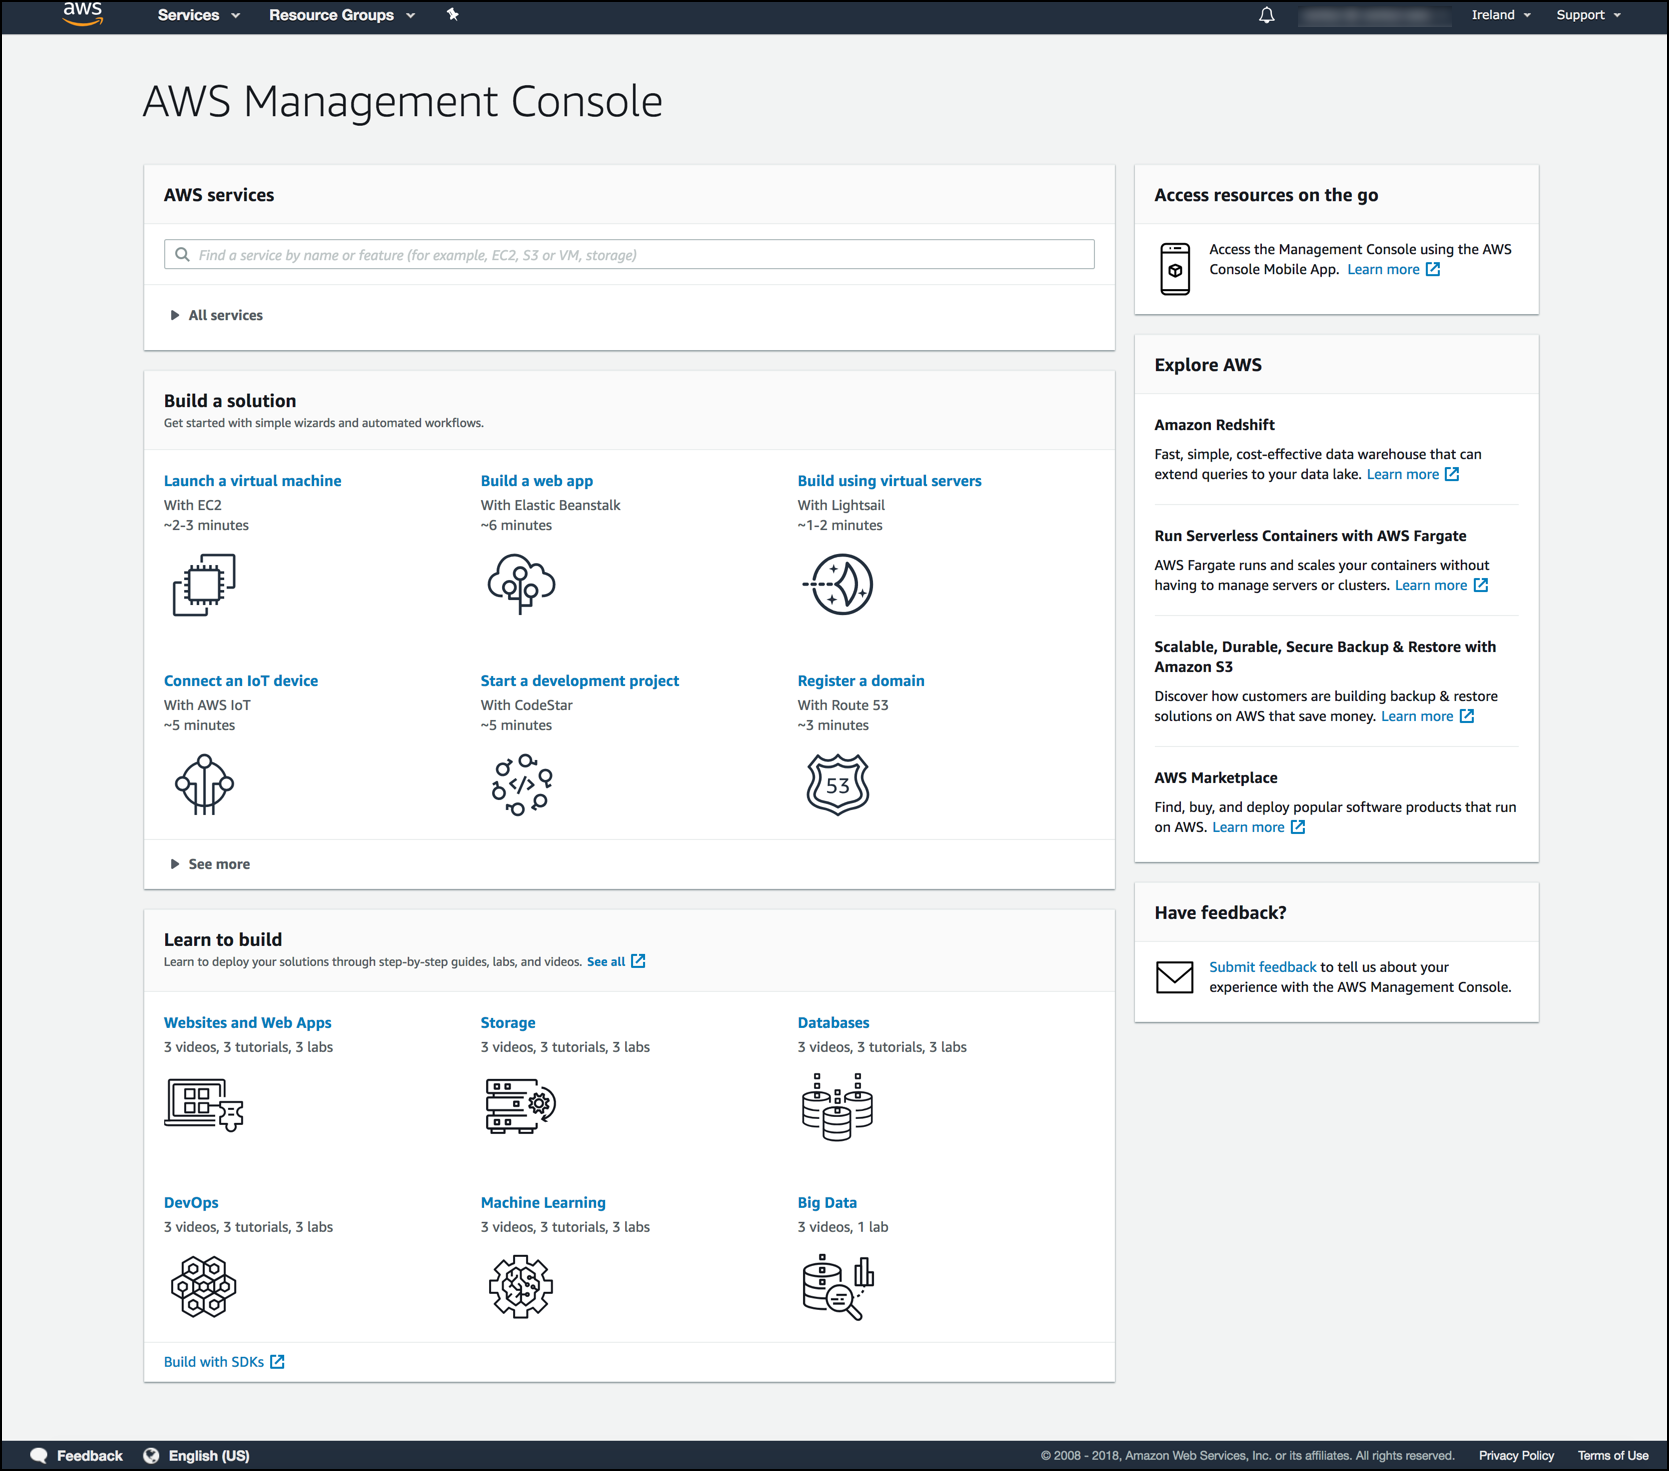 aws
Services
Resource Groups
Ireland
Support
AWS Management Console
AWS services
Find a service by name or feature (for example, EC2, S3 or VM, storage)
All services
Build a solution
Get started with simple wizards and automated workflows.
Launch a virtual machine
With EC2
~2-3 minutes
Build a web app
With Elastic Beanstalk
~6 minutes
Build using virtual servers
With Lightsail
~1-2 minutes
Connect an IoT device
With AWS IoT
~5 minutes
Start a development project
With CodeStar
~5 minutes
</>
Register a domain
With Route 53
~3 minutes
53
See more
Learn to build
Learn to deploy your solutions through step-by-step guides, labs, and videos. See all
Websites and Web Apps
3 videos, 3 tutorials, 3 labs
Storage
3 videos, 3 tutorials, 3 labs
Databases
3 videos, 3 tutorials, 3 labs
DevOps
3 videos, 3 tutorials, 3 labs
Machine Learning
3 videos, 3 tutorials, 3 labs
Big Data
3 videos, 1 lab
Build with SDKs
Access resources on the go
Access the Management Console using the AWS
Console Mobile App. Learn more
Explore AWS
Amazon Redshift
Fast, simple, cost-effective data warehouse that can
extend queries to your data lake. Learn more
Run Serverless Containers with AWS Fargate
AWS Fargate runs and scales your containers without
having to manage servers or clusters. Learn more
Scalable, Durable, Secure Backup & Restore with
Amazon S3
Discover how customers are building backup & restore
solutions on AWS that save money. Learn more
AWS Marketplace
Find, buy, and deploy popular software products that run
on AWS. Learn more
Have feedback?
Submit feedback to tell us about your
experience with the AWS Management Console.
Feedback
English (US)
© 2008 - 2018, Amazon Web Services, Inc. or its affiliates. All rights reserved.
Privacy Policy
Terms of Use